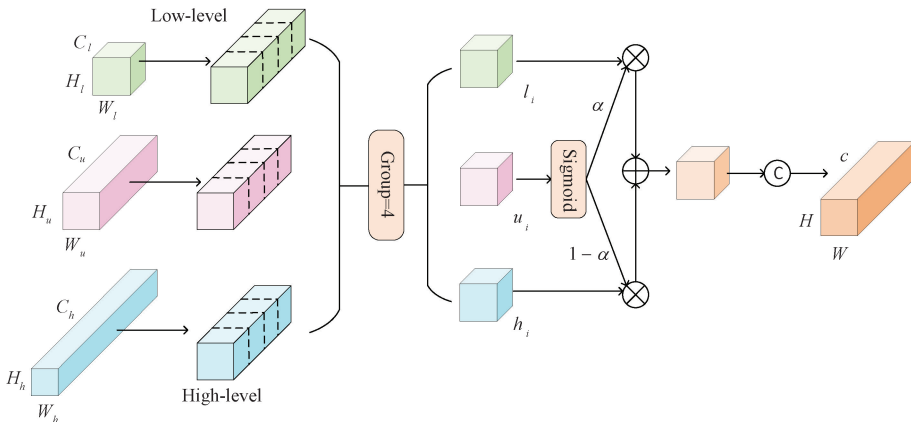 Low-level
C_l
H_l
W_l
l_i
α
C_u
H_u
W_u
Group=4
u_i
Sigmoid
C
c
H
W
1 − α
C_h
H_h
W_h
h_i
High-level